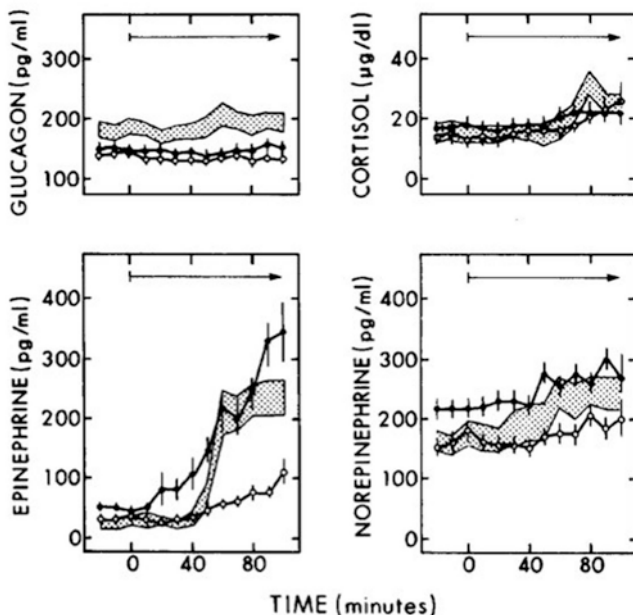 GLUCAGON (pg/ml)
200
150
100
CORTISOL (µg/dl)
40
20
0
EPINEPHRINE (pg/ml)
400
300
200
100
0
0 40 80
NOREPINEPHRINE (pg/ml)
400
300
200
100
0
0 40 80
TIME (minutes)